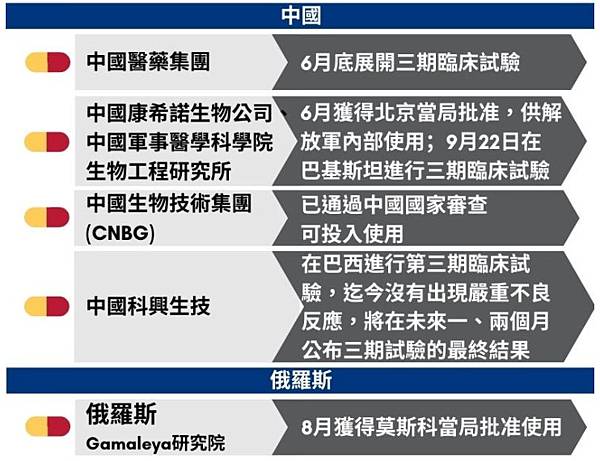 中國
中國醫藥集團
6月底展開三期臨床試驗
中國康希諾生物公司、
中國軍事醫學科學院
生物工程研究所
6月獲得北京當局批准，供解
放軍內部使用；9月22日在
巴基斯坦進行三期臨床試驗
中國生物技術集團
(CNBG)
已通過中國國家審查
可投入使用
中國科興生技
在巴西進行第三期臨床試
驗，迄今沒有出現嚴重不良
反應，將在未來一、兩個月
公布三期試驗的最終結果
俄羅斯
俄羅斯
Gamaleya研究院
8月獲得莫斯科當局批准使用